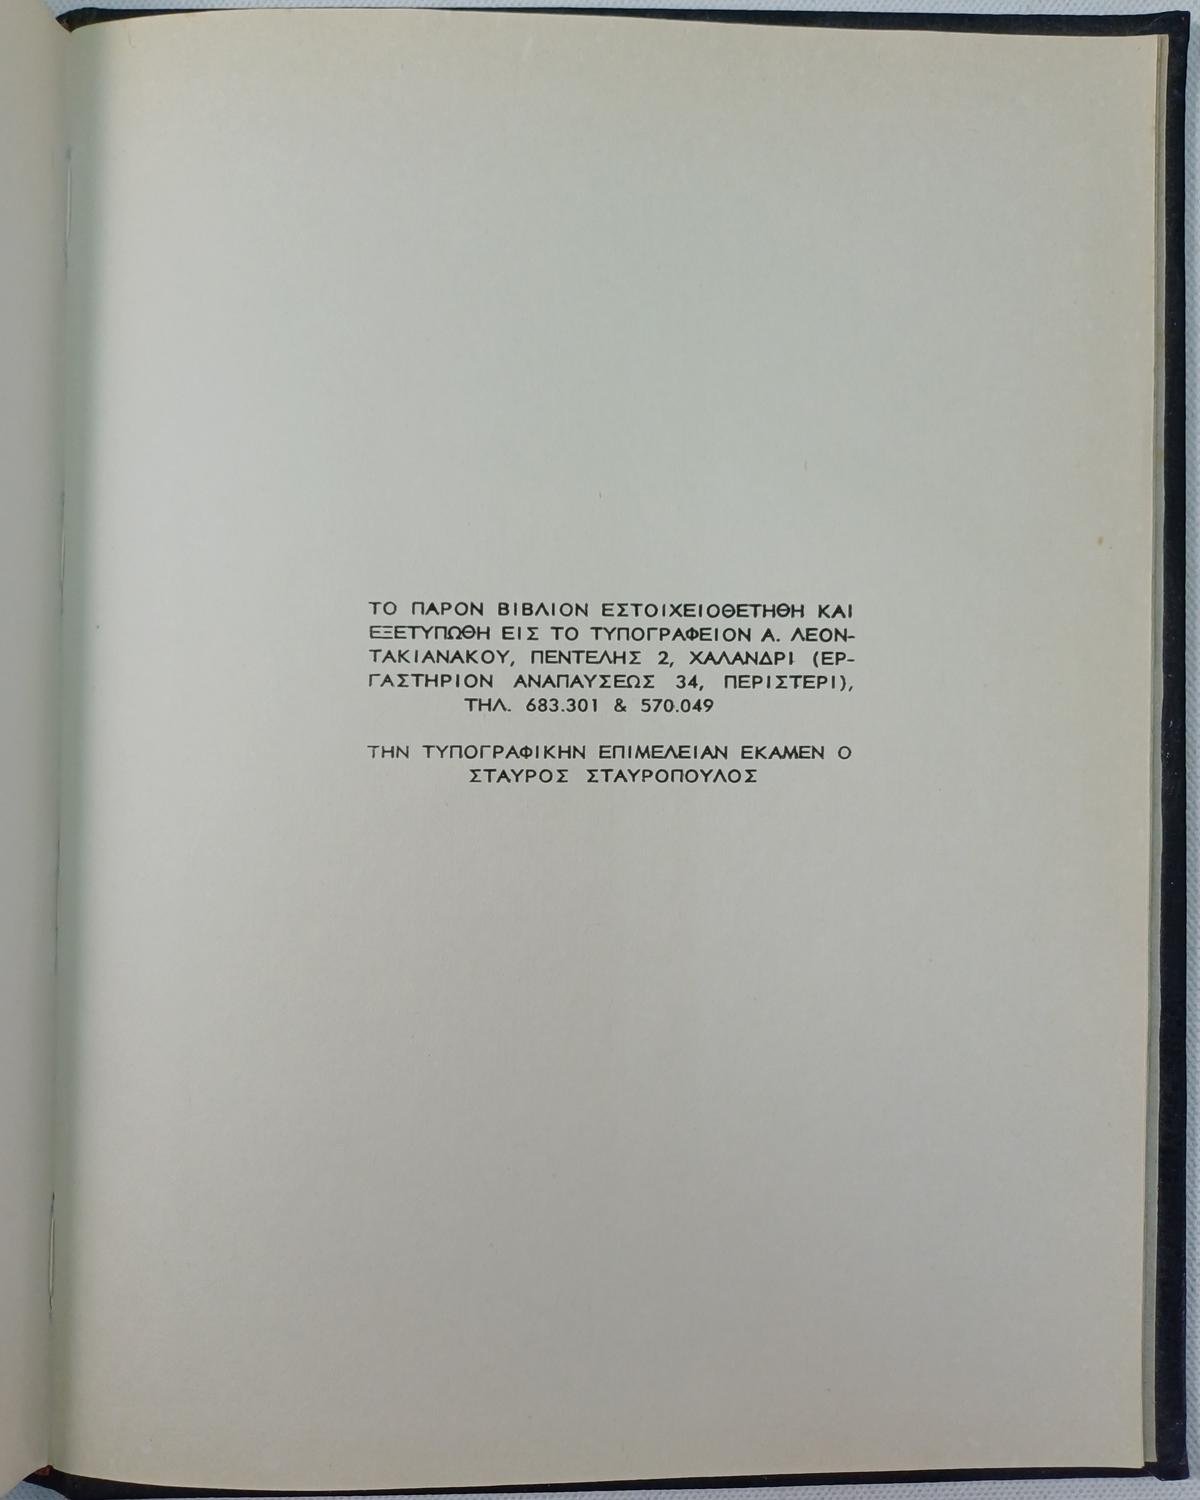 ΤΟ ΠΑΡΟΝ ΒΙΒΛΙΟΝ ΕΣΤΟΙΧΕΙΟΘΕΤΗΘΗ ΚΑΙ
ΕΞΕΤΥΠΩΘΗ ΕΙΣ ΤΟ ΤΥΠΟΓΡΑΦΕΙΟΝ Α. ΛΕΟΝ-
ΤΑΚΙΑΝΑΚΟΥ, ΠΕΝΤΕΛΗΣ 2, ΧΑΛΑΝΔΡΙ (ΕΡ-
ΓΑΣΤΗΡΙΟΝ ΑΝΑΠΑΥΣΕΩΣ 34, ΠΕΡΙΣΤΕΡΙ),
ΤΗΛ. 683.301 & 570.049
ΤΗΝ ΤΥΠΟΓΡΑΦΙΚΗΝ ΕΠΙΜΕΛΕΙΑΝ ΕΚΑΜΕΝ Ο
ΣΤΑΥΡΟΣ ΣΤΑΥΡΟΠΟΥΛΟΣ